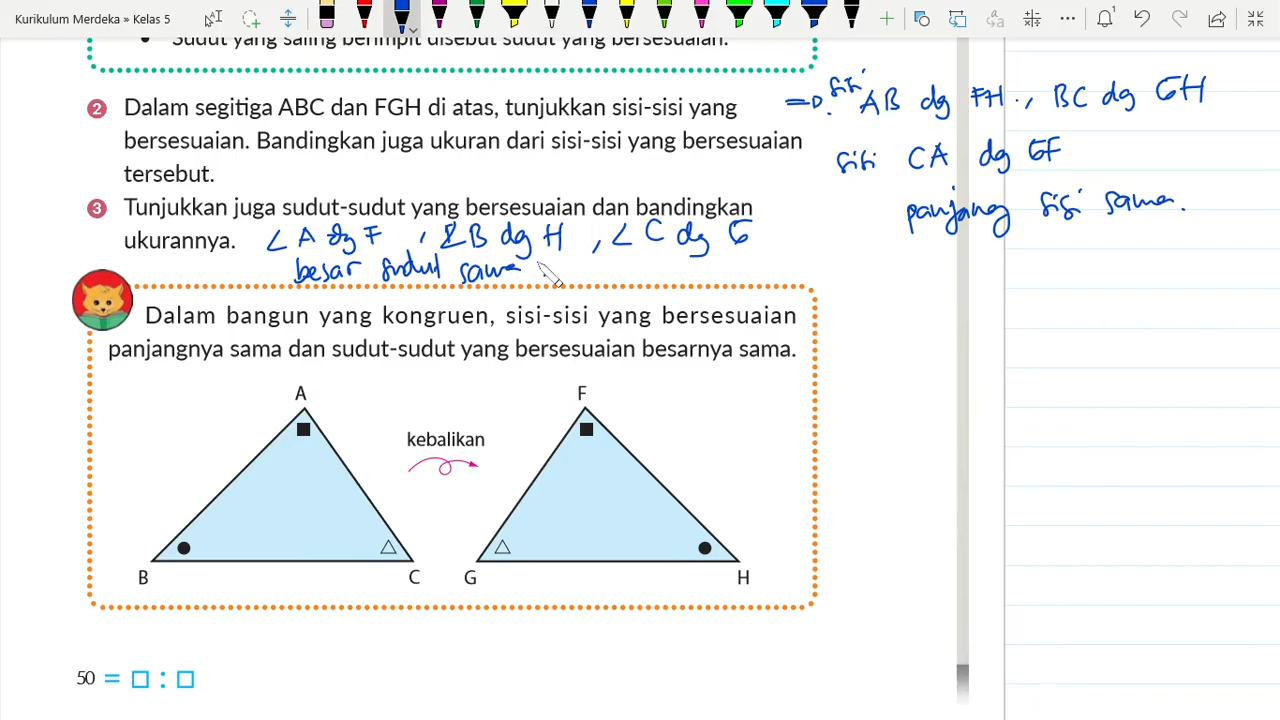 Kurikulum Merdeka » Kelas 5
Sudut yang saling berimpit disebut sudut yang bersesuaian.
2 Dalam segitiga ABC dan FGH di atas, tunjukkan sisi-sisi yang
bersesuaian. Bandingkan juga ukuran dari sisi-sisi yang bersesuaian
tersebut.
3 Tunjukkan juga sudut-sudut yang bersesuaian dan bandingkan
ukurannya.
∠ A dg F , ∠B dg H , ∠ C dg G
besar sudut sama
sisi AB dg FH , BC dg GH
sisi CA dg GF
panjang sisi sama.
Dalam bangun yang kongruen, sisi-sisi yang bersesuaian
panjangnya sama dan sudut-sudut yang bersesuaian besarnya sama.
A
F
kebalikan
B
C
G
H
50 = □ : □